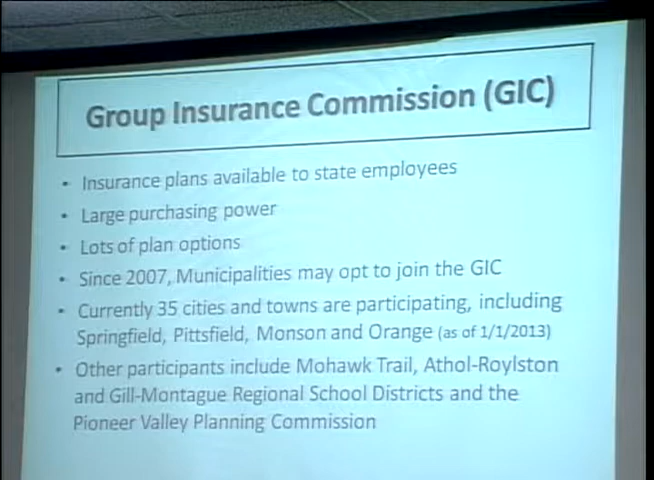 Group Insurance Commission (GIC)
• Insurance plans available to state employees
• Large purchasing power
• Lots of plan options
• Since 2007, Municipalities may opt to join the GIC
• Currently 35 cities and towns are participating, including
Springfield, Pittsfield, Monson and Orange (as of 1/1/2013)
• Other participants include Mohawk Trail, Athol-Roylston
and Gill-Montague Regional School Districts and the
Pioneer Valley Planning Commission